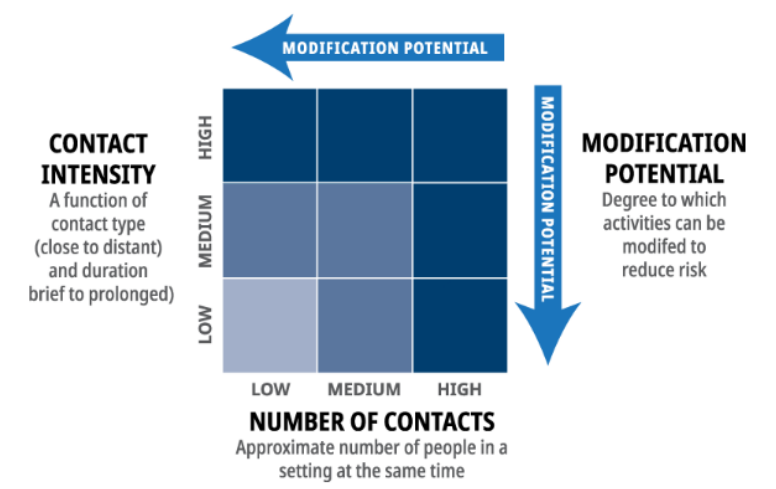 MODIFICATION POTENTIAL
CONTACT
INTENSITY
A function of
contact type
(close to distant)
and duration
brief to prolonged)
HIGH
MEDIUM
LOW
MODIFICATION POTENTIAL
MODIFICATION
POTENTIAL
Degree to which
activities can be
modifed to
reduce risk
LOW
MEDIUM
HIGH
NUMBER OF CONTACTS
Approximate number of people in a
setting at the same time